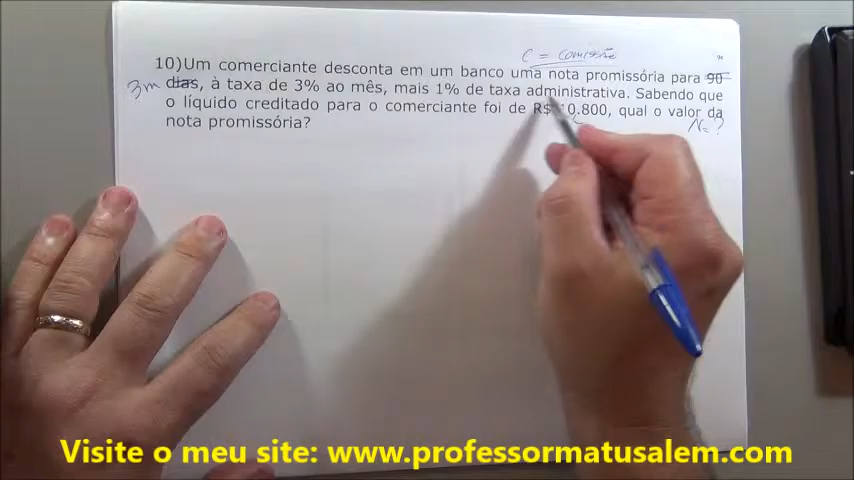 C = comissão
10)Um comerciante desconta em um banco uma nota promissória para 90
3m dias, à taxa de 3% ao mês, mais 1% de taxa administrativa. Sabendo que
o líquido creditado para o comerciante foi de R$ 10.800, qual o valor da
nota promissória?
N= ?
Visite o meu site: www.professormatusalem.com